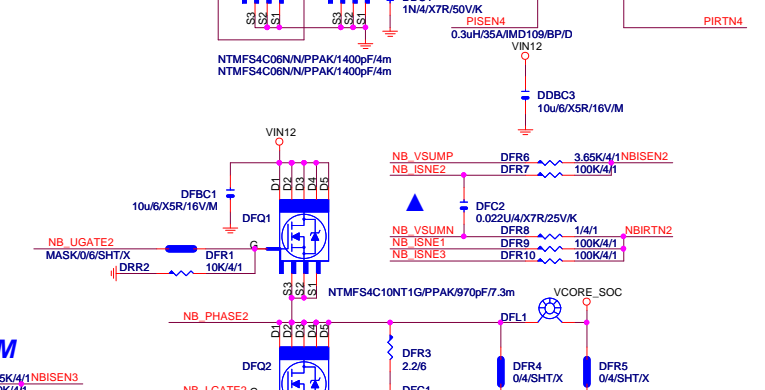 1N/4/X7R/50V/K
S3 S2 S1 S3 S2 S1
PISEN4
PIRTN4
0.3uH/35A/IMD109/BP/D
VIN12
NTMFS4C06N/N/PPAK/1400pF/4m
NTMFS4C06N/N/PPAK/1400pF/4m
DDBC3
10u/6/X5R/16V/M
VIN12
NB_VSUMP DFR6 3.65K/4/1 NBISEN2
NB_ISNE2 DFR7 100K/4/1
D1 D2 D3 D4 D5
DFBC1
10u/6/X5R/16V/M
DFQ1
DFC2
0.022U/4/X7R/25V/K
NB_VSUMN DFR8 1/4/1 NBIRTN2
NB_ISNE1 DFR9 100K/4/1
NB_ISNE3 DFR10 100K/4/1
NB_UGATE2 G
MASK/0/6/SHT/X DFR1
DRR2 10K/4/1
S3 S2 S1
NTMFS4C10NT1G/PPAK/970pF/7.3m
VCORE_SOC
NB_PHASE2
DFL1
D1 D2 D3 D4 D5
M
DFR3
2.2/6
DFQ2
DFR4
0/4/SHT/X
DFR5
0/4/SHT/X
5K/4/1 NBISEN3